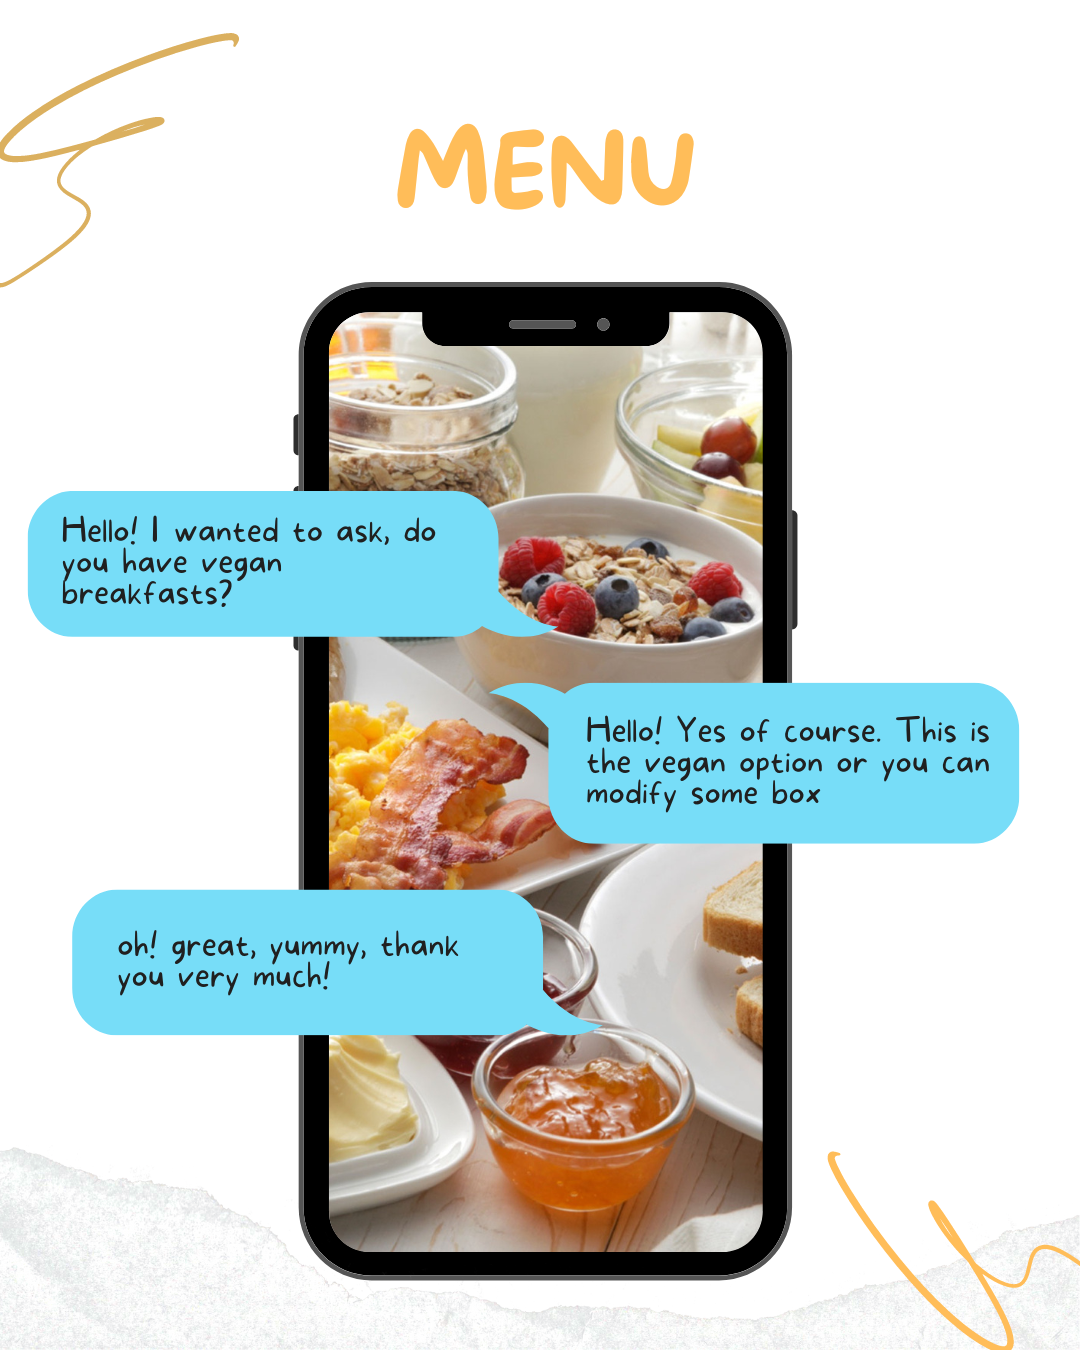 MENU
Hello! I wanted to ask, do
you have vegan
breakfasts?
Hello! Yes of course. This is
the vegan option or you can
modify some box
oh! great, yummy, thank
you very much!